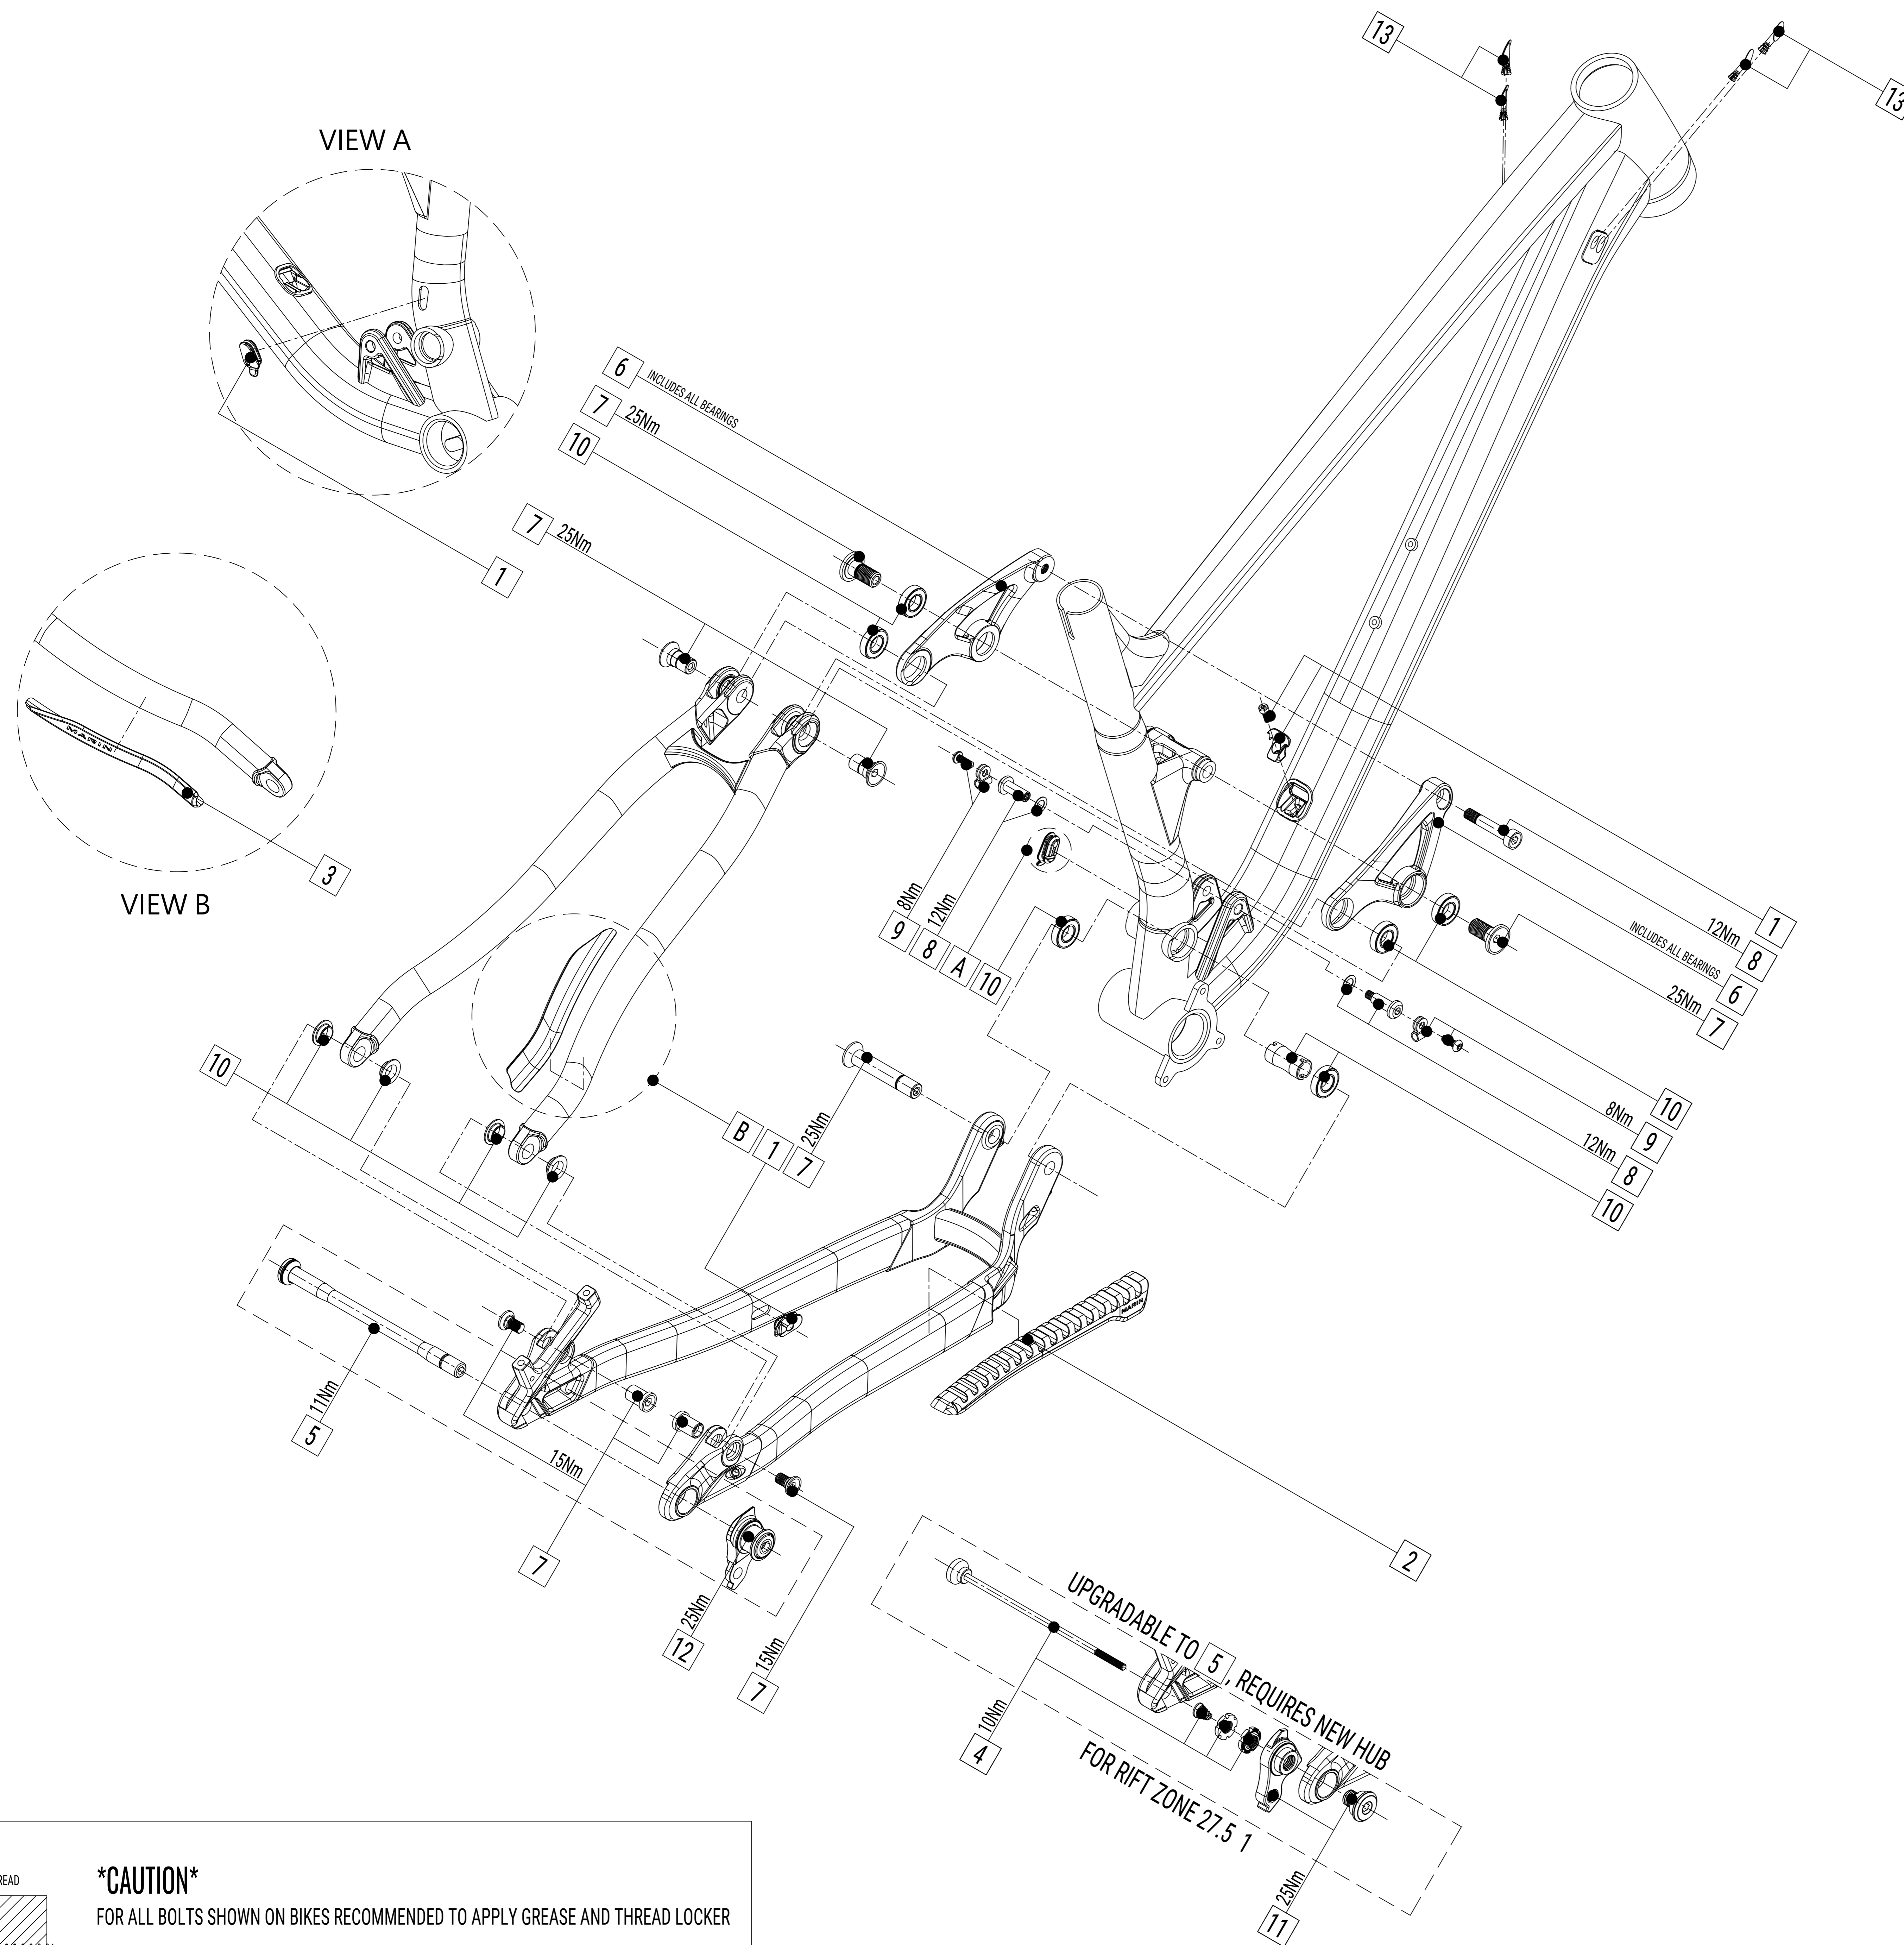 13
13
VIEW A
6 INCLUDES ALL BEARINGS
7 25Nm
10
7 25Nm
1
MARIN
3
VIEW B
8Nm
9
12Nm
8
A
10
1
12Nm
8
INCLUDES ALL BEARINGS
6
25Nm
7
10
8Nm
9
12Nm
8
10
10
B
1
25Nm
7
MARIN
11Nm
5
15Nm
7
2
25Nm
12
15Nm
7
UPGRADABLE TO 5, REQUIRES NEW HUB
10Nm
4
FOR RIFT ZONE 27.5 1
25Nm
11
*CAUTION*
FOR ALL BOLTS SHOWN ON BIKES RECOMMENDED TO APPLY GREASE AND THREAD LOCKER